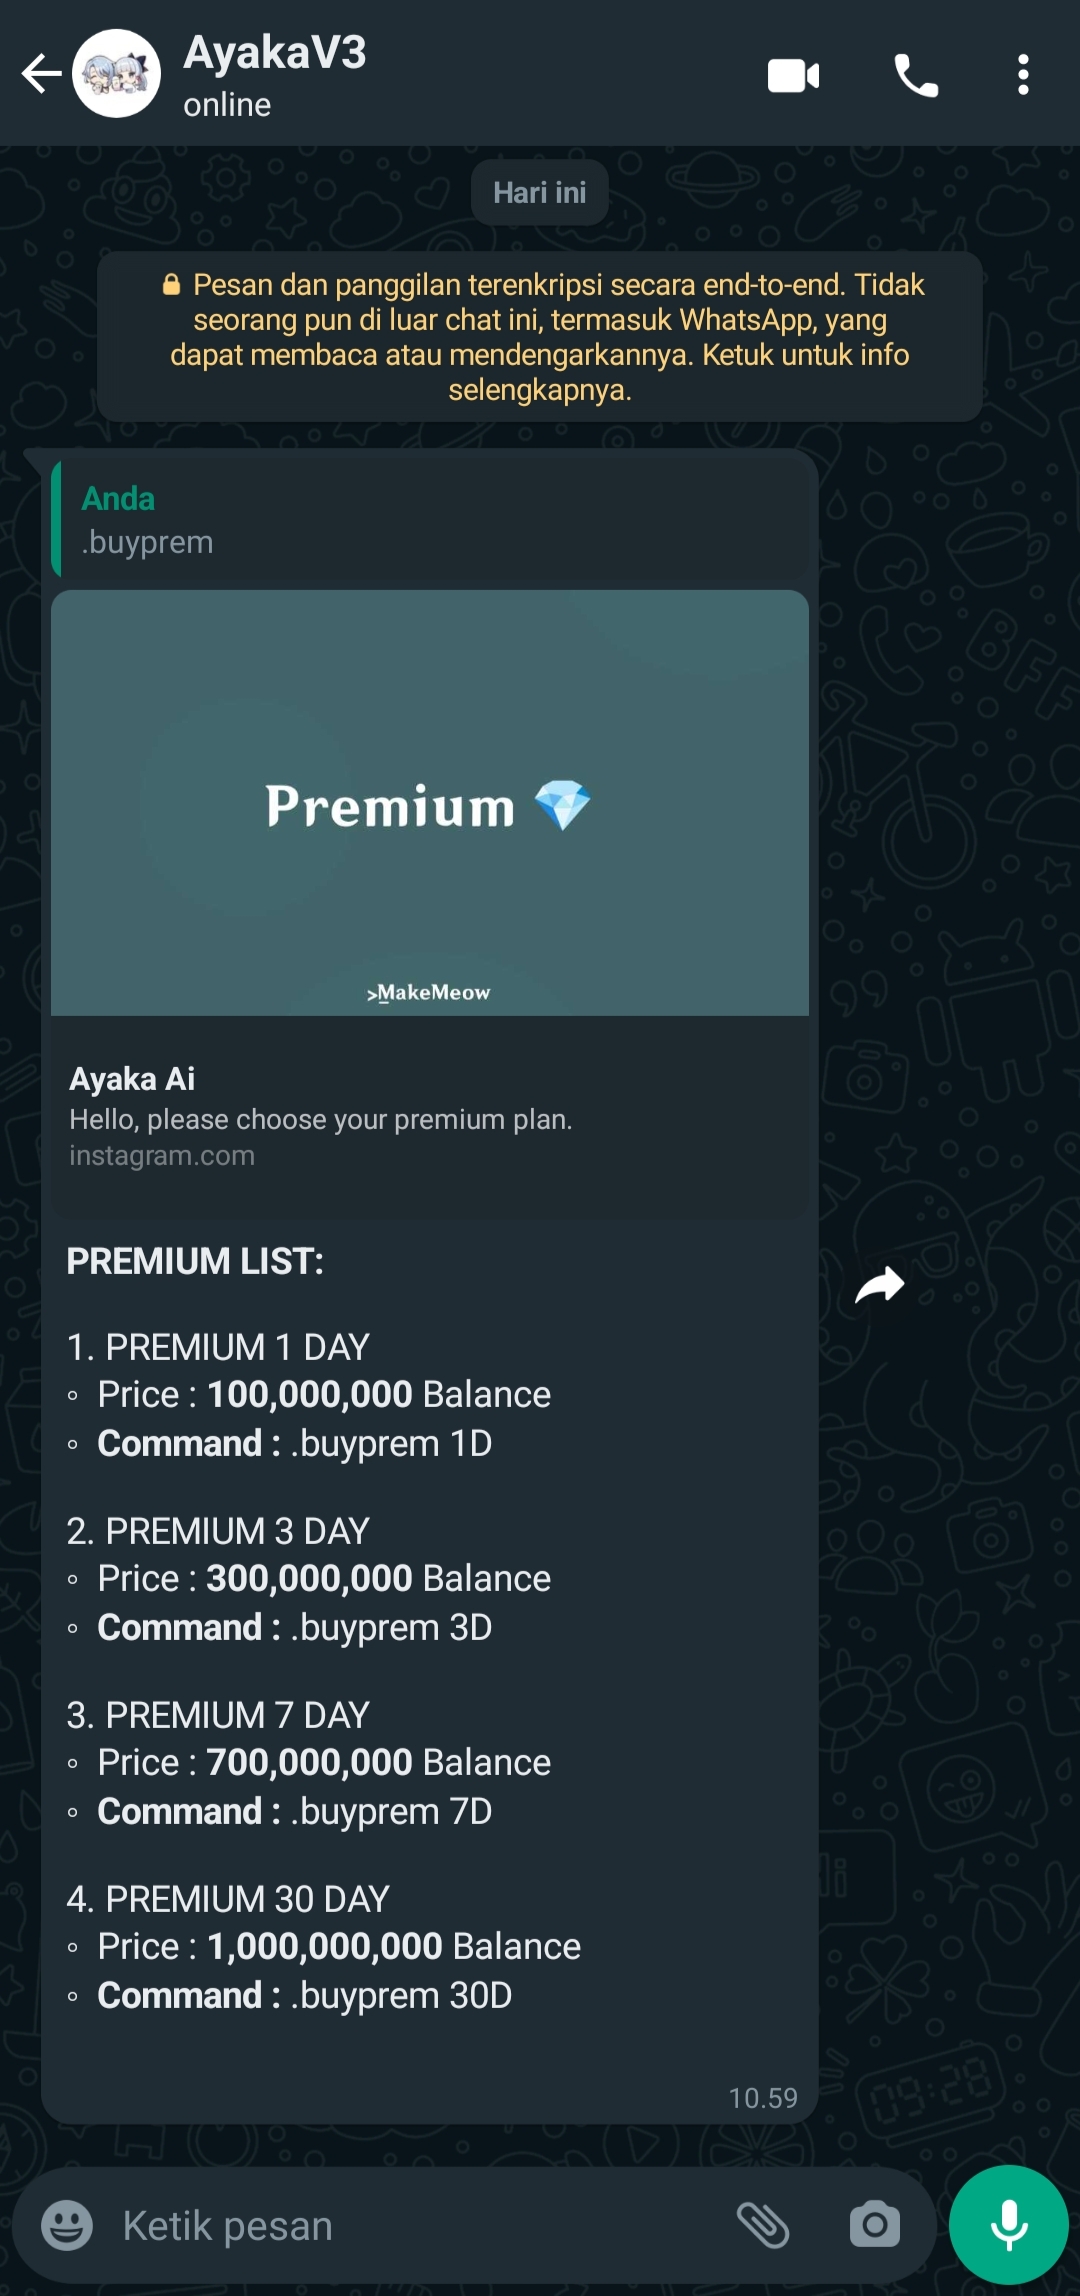 AyakaV3
online
Hari ini
Pesan dan panggilan terenkripsi secara end-to-end. Tidak
seorang pun di luar chat ini, termasuk WhatsApp, yang
dapat membaca atau mendengarkannya. Ketuk untuk info
selengkapnya.
Anda
.buyprem
Premium 💎
>MakeMeow
Ayaka Ai
Hello, please choose your premium plan.
instagram.com
PREMIUM LIST:
1. PREMIUM 1 DAY
◦ Price : 100,000,000 Balance
◦ Command : .buyprem 1D
2. PREMIUM 3 DAY
◦ Price : 300,000,000 Balance
◦ Command : .buyprem 3D
3. PREMIUM 7 DAY
◦ Price : 700,000,000 Balance
◦ Command : .buyprem 7D
4. PREMIUM 30 DAY
◦ Price : 1,000,000,000 Balance
◦ Command : .buyprem 30D
10.59
Ketik pesan